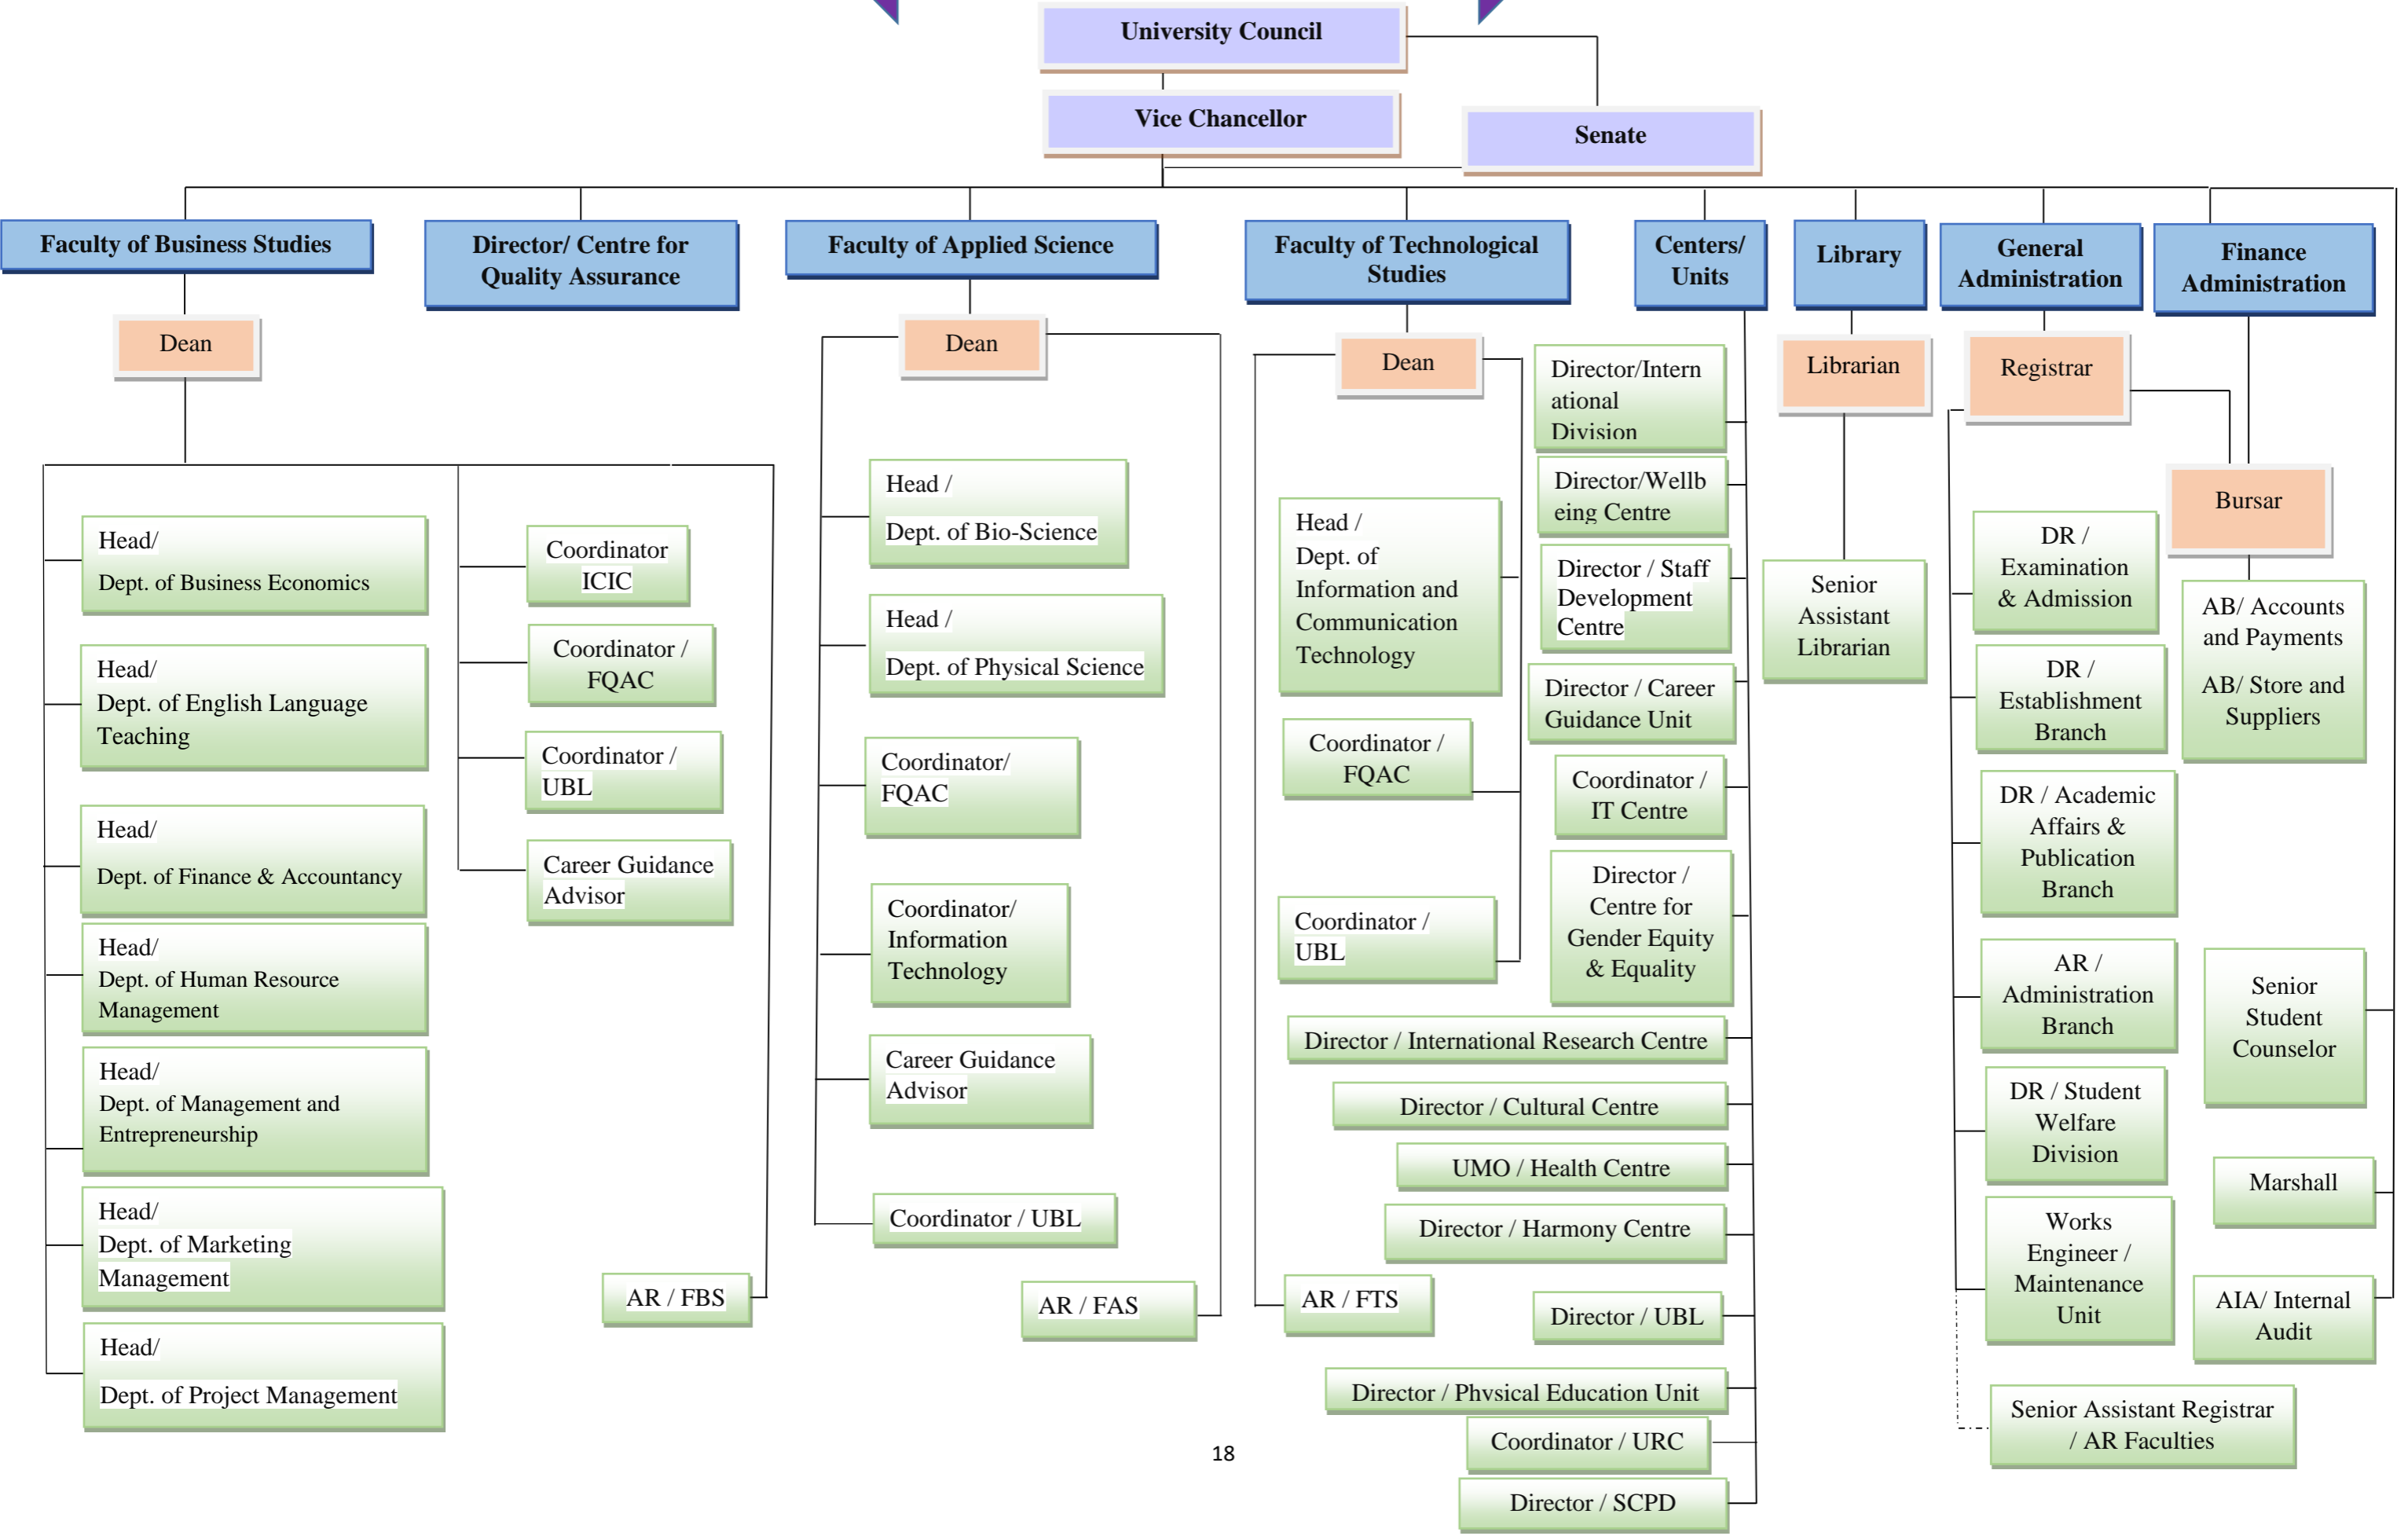 University Council
Vice Chancellor
Senate
Faculty of Business Studies
Director/ Centre for
Quality Assurance
Faculty of Applied Science
Faculty of Technological
Studies
Centers/
Units
Library
General
Administration
Finance
Administration
Dean
Head/
Dept. of Business Economics
Head/
Dept. of English Language
Teaching
Head/
Dept. of Finance & Accountancy
Head/
Dept. of Human Resource
Management
Head/
Dept. of Management and
Entrepreneurship
Head/
Dept. of Marketing
Management
Head/
Dept. of Project Management
Coordinator
ICIC
Coordinator /
FQAC
Coordinator /
UBL
Career Guidance
Advisor
AR / FBS
Dean
Head /
Dept. of Bio-Science
Head /
Dept. of Physical Science
Coordinator/
FQAC
Coordinator/
Information
Technology
Career Guidance
Advisor
Coordinator / UBL
AR / FAS
Dean
Head /
Dept. of
Information and
Communication
Technology
Coordinator /
FQAC
Coordinator /
UBL
AR / FTS
Director/Intern
ational
Division
Director/Wellb
eing Centre
Director / Staff
Development
Centre
Director / Career
Guidance Unit
Coordinator /
IT Centre
Director /
Centre for
Gender Equity
& Equality
Director / International Research Centre
Director / Cultural Centre
UMO / Health Centre
Director / Harmony Centre
Director / UBL
Director / Physical Education Unit
Coordinator / URC
Director / SCPD
Librarian
Senior
Assistant
Librarian
Registrar
DR /
Examination
& Admission
DR /
Establishment
Branch
DR / Academic
Affairs &
Publication
Branch
AR /
Administration
Branch
DR / Student
Welfare
Division
Works
Engineer /
Maintenance
Unit
Senior Assistant Registrar
/ AR Faculties
Bursar
AB/ Accounts
and Payments
AB/ Store and
Suppliers
Senior
Student
Counselor
Marshall
AIA/ Internal
Audit
18